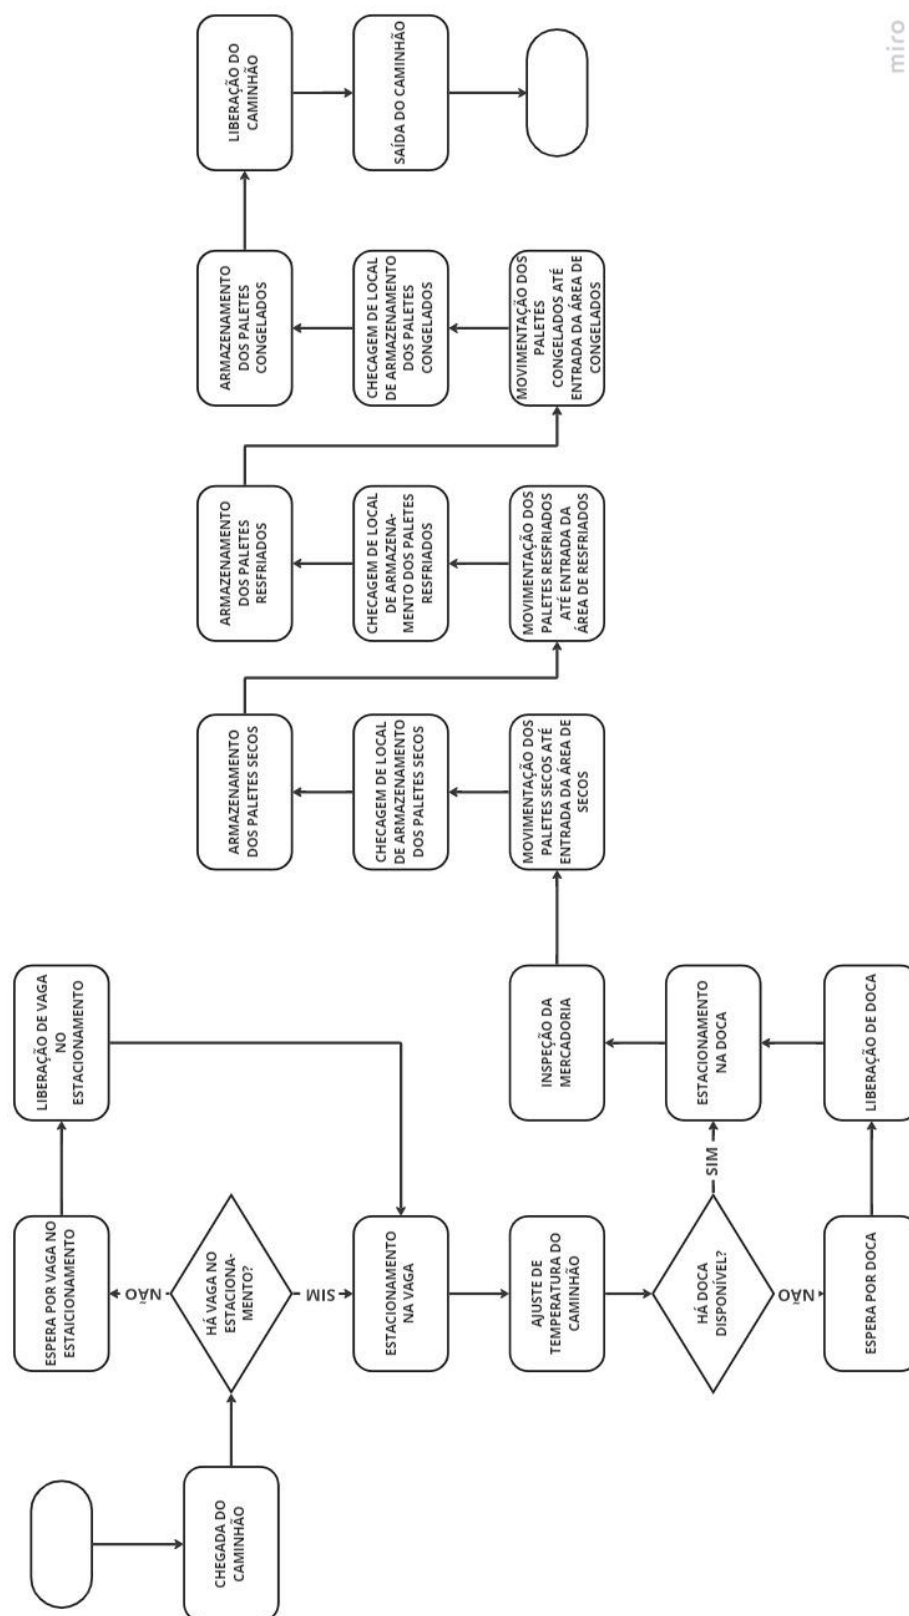 CHEGADA DO
CAMINHÃO
HÁ VAGA NO
ESTACIONA-
MENTO?
NÃO
SIM
ESPERA POR VAGA NO
ESTAICIONAMENTO
LIBERAÇÃO DE VAGA
NO
ESTACIONAMENTO
ESTACIONAMENTO
NA VAGA
AJUSTE DE
TEMPERATURA DO
CAMINHÃO
HÁ DOCA
DISPONÍVEL?
SIM
NÃO
ESPERA POR DOCA
LIBERAÇÃO DE DOCA
ESTACIONAMENTO
NA DOCA
INSPEÇÃO DA
MERCADORIA
MOVIMENTAÇÃO DOS
PALETES SECOS ATÉ
ENTRADA DA ÁREA DE
SECOS
CHECAGEM DE LOCAL
DE ARMAZENAMENTO
DOS PALETES SECOS
ARMAZENAMENTO
DOS PALETES SECOS
MOVIMENTAÇÃO DOS
PALETES RESFRIADOS
ATÉ ENTRADA DA
ÁREA DE RESFRIADOS
CHECAGEM DE LOCAL
DE ARMAZENA-
MENTO DOS PALETES
RESFRIADOS
ARMAZENAMENTO
DOS PALETES
RESFRIADOS
MOVIMENTAÇÃO DOS
PALETES
CONGELADOS ATÉ
ENTRADA DA ÁREA DE
CONGELADOS
CHECAGEM DE LOCAL
DE ARMAZENAMENTO
DOS PALETES
CONGELADOS
ARMAZENAMENTO
DOS PALETES
CONGELADOS
LIBERAÇÃO DO
CAMINHÃO
SAÍDA DO CAMINHÃO
miro